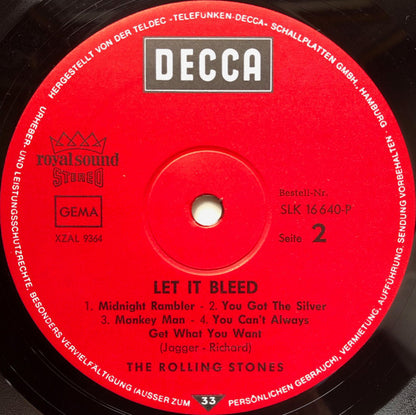 HERGESTELLT VON DER TELDEC »TELEFUNKEN-DECCA« SCHALLPLATTEN GMBH, HAMBURG · URHEBER- UND LEISTUNGSSCHUTZRECHTE, BESONDERS VERVIELFÄLTIGUNG (AUSSER ZUM PERSÖNLICHEN GEBRAUCH), VERMIETUNG, AUFFÜHRUNG, SENDUNG VORBEHALTEN
DECCA
royal sound
STEREO
GEMA
XZAL 9364
Bestell-Nr.
SLK 16 640-P
Seite 2
LET IT BLEED
1. Midnight Rambler - 2. You Got The Silver
3. Monkey Man - 4. You Can't Always
Get What You Want
(Jagger - Richard)
THE ROLLING STONES
33